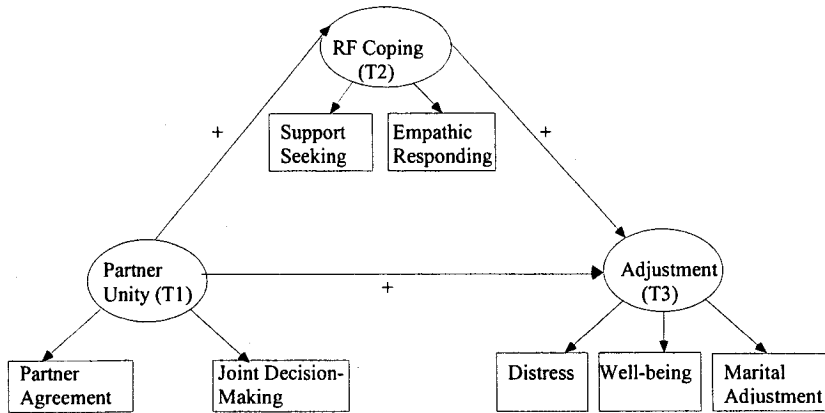 RF Coping
(T2)
+
Support
Seeking
Empathic
Responding
+
Partner
Unity (T1)
+
Adjustment
(T3)
Partner
Agreement
Joint Decision-
Making
Distress
Well-being
Marital
Adjustment